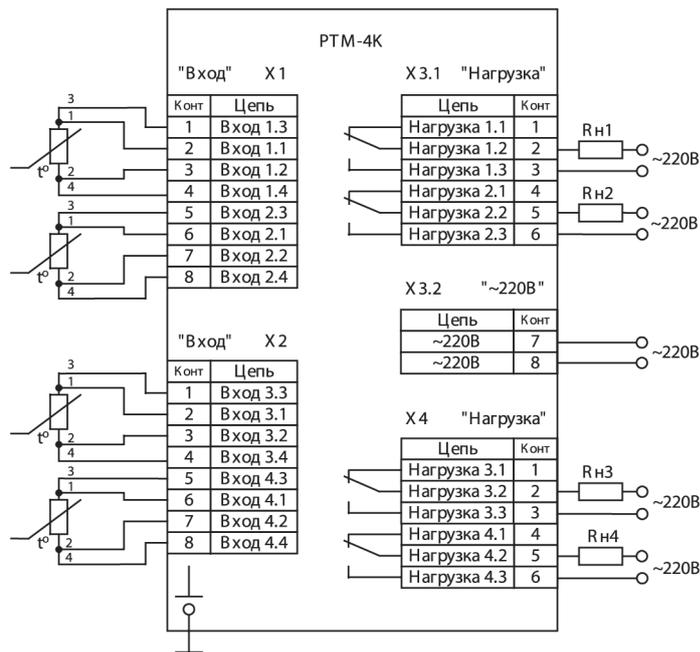 РТМ-4К
"Вход" X1
Конт Цепь
1 Вход 1.3
2 Вход 1.1
3 Вход 1.2
4 Вход 1.4
5 Вход 2.3
6 Вход 2.1
7 Вход 2.2
8 Вход 2.4
3
1
2
4
t°
3
1
2
4
t°
X3.1 "Нагрузка"
Цепь Конт
Нагрузка 1.1 1
Нагрузка 1.2 2
Нагрузка 1.3 3
Нагрузка 2.1 4
Нагрузка 2.2 5
Нагрузка 2.3 6
Rн1
~220В
Rн2
~220В
X3.2 "~220В"
Цепь Конт
~220В 7
~220В 8
~220В
"Вход" X2
Конт Цепь
1 Вход 3.3
2 Вход 3.1
3 Вход 3.2
4 Вход 3.4
5 Вход 4.3
6 Вход 4.1
7 Вход 4.2
8 Вход 4.4
3
1
2
4
t°
3
1
2
4
t°
X4 "Нагрузка"
Цепь Конт
Нагрузка 3.1 1
Нагрузка 3.2 2
Нагрузка 3.3 3
Нагрузка 4.1 4
Нагрузка 4.2 5
Нагрузка 4.3 6
Rн3
~220В
Rн4
~220В